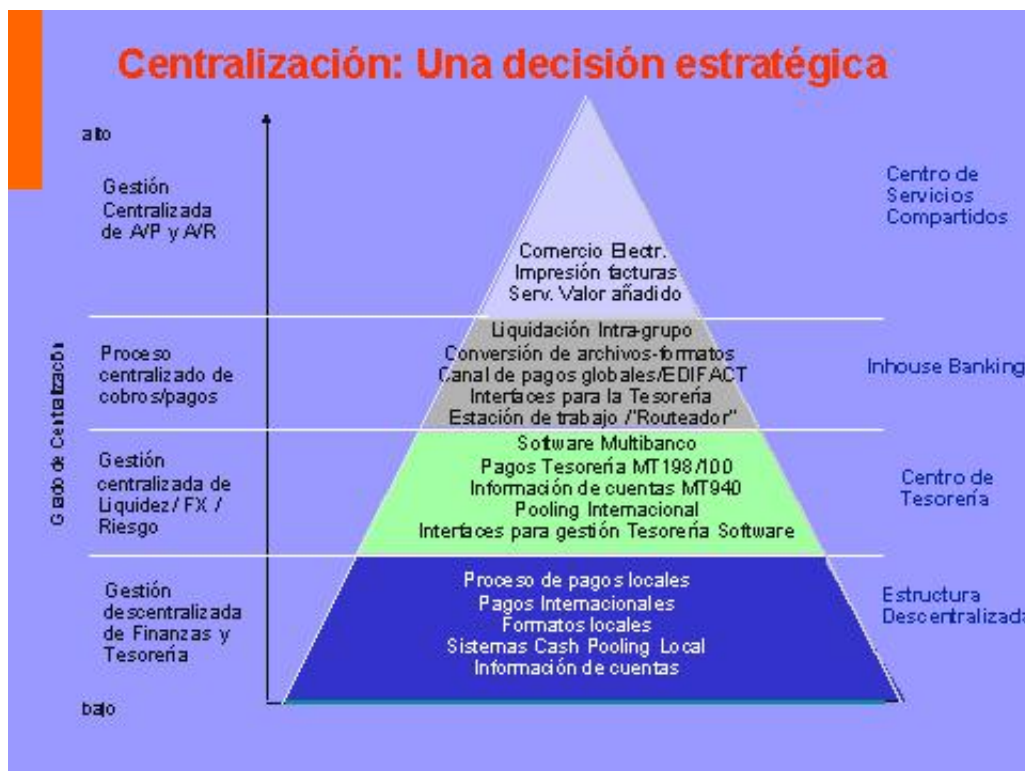 Centralización: Una decisión estratégica
alto
Gestión
Centralizada
de A/P y A/R
Comercio Electr.
Impresión facturas
Serv. Valor añadido
Centro de
Servicios
Compartidos
Grado de Centralización
Proceso
centralizado de
cobros/pagos
Liquidación Intra-grupo
Conversión de archivos-formatos
Canal de pagos globales/EDIFACT
Interfaces para la Tesorería
Estación de trabajo /"Routeador"
Inhouse Banking
Gestión
centralizada de
Liquidez/ FX /
Riesgo
Software Multibanco
Pagos Tesorería MT198/100
Información de cuentas MT940
Pooling Internacional
Interfaces para gestión Tesorería Software
Centro de
Tesorería
Gestión
descentralizada
de Finanzas y
Tesorería
Proceso de pagos locales
Pagos Internacionales
Formatos locales
Sistemas Cash Pooling Local
Información de cuentas
Estructura
Descentralizada
bajo